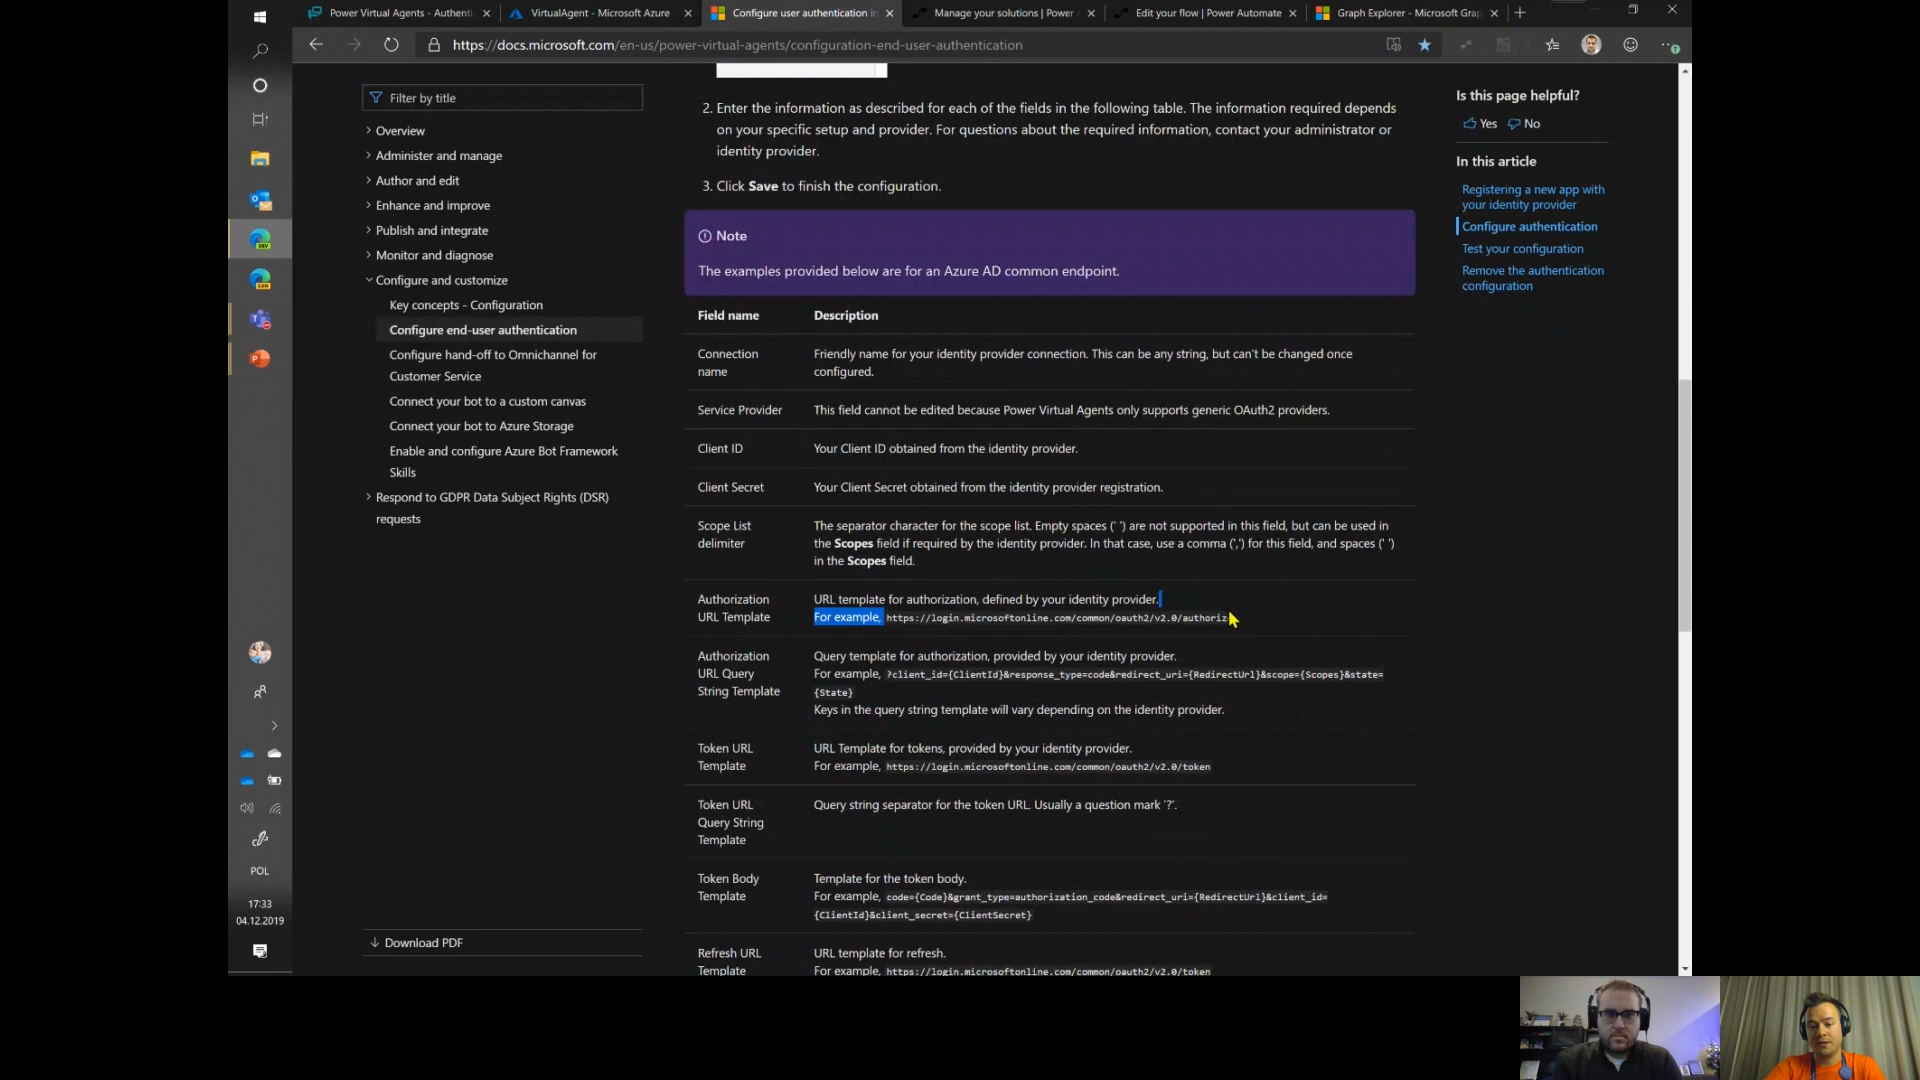 Power Virtual Agents - Authenti
VirtualAgent - Microsoft Azure
Configure user authentication in
Manage your solutions | Power
Edit your flow | Power Automate
Graph Explorer - Microsoft Grap
https://docs.microsoft.com/en-us/power-virtual-agents/configuration-end-user-authentication
Filter by title
Overview
Administer and manage
Author and edit
Enhance and improve
Publish and integrate
Monitor and diagnose
Configure and customize
Key concepts - Configuration
Configure end-user authentication
Configure hand-off to Omnichannel for
Customer Service
Connect your bot to a custom canvas
Connect your bot to Azure Storage
Enable and configure Azure Bot Framework
Skills
Respond to GDPR Data Subject Rights (DSR)
requests
Download PDF
2. Enter the information as described for each of the fields in the following table. The information required depends
on your specific setup and provider. For questions about the required information, contact your administrator or
identity provider.
3. Click Save to finish the configuration.
Note
The examples provided below are for an Azure AD common endpoint.
Field name
Description
Connection
name
Friendly name for your identity provider connection. This can be any string, but can't be changed once
configured.
Service Provider
This field cannot be edited because Power Virtual Agents only supports generic OAuth2 providers.
Client ID
Your Client ID obtained from the identity provider.
Client Secret
Your Client Secret obtained from the identity provider registration.
Scope List
delimiter
The separator character for the scope list. Empty spaces (' ') are not supported in this field, but can be used in
the Scopes field if required by the identity provider. In that case, use a comma (',') for this field, and spaces (' ')
in the Scopes field.
Authorization
URL Template
URL template for authorization, defined by your identity provider.
For example, https://login.microsoftonline.com/common/oauth2/v2.0/authoriz
Authorization
URL Query
String Template
Query template for authorization, provided by your identity provider.
For example, ?client_id={ClientId}&response_type=code&redirect_uri={RedirectUrl}&scope={Scopes}&state=
{State}
Keys in the query string template will vary depending on the identity provider.
Token URL
Template
URL Template for tokens, provided by your identity provider.
For example, https://login.microsoftonline.com/common/oauth2/v2.0/token
Token URL
Query String
Template
Query string separator for the token URL. Usually a question mark '?'.
Token Body
Template
Template for the token body.
For example, code={Code}&grant_type=authorization_code&redirect_uri={RedirectUrl}&client_id=
{ClientId}&client_secret={ClientSecret}
Refresh URL
Template
URL template for refresh.
For example, https://login.microsoftonline.com/common/oauth2/v2.0/token
Is this page helpful?
Yes
No
In this article
Registering a new app with
your identity provider
Configure authentication
Test your configuration
Remove the authentication
configuration
POL
17:33
04.12.2019